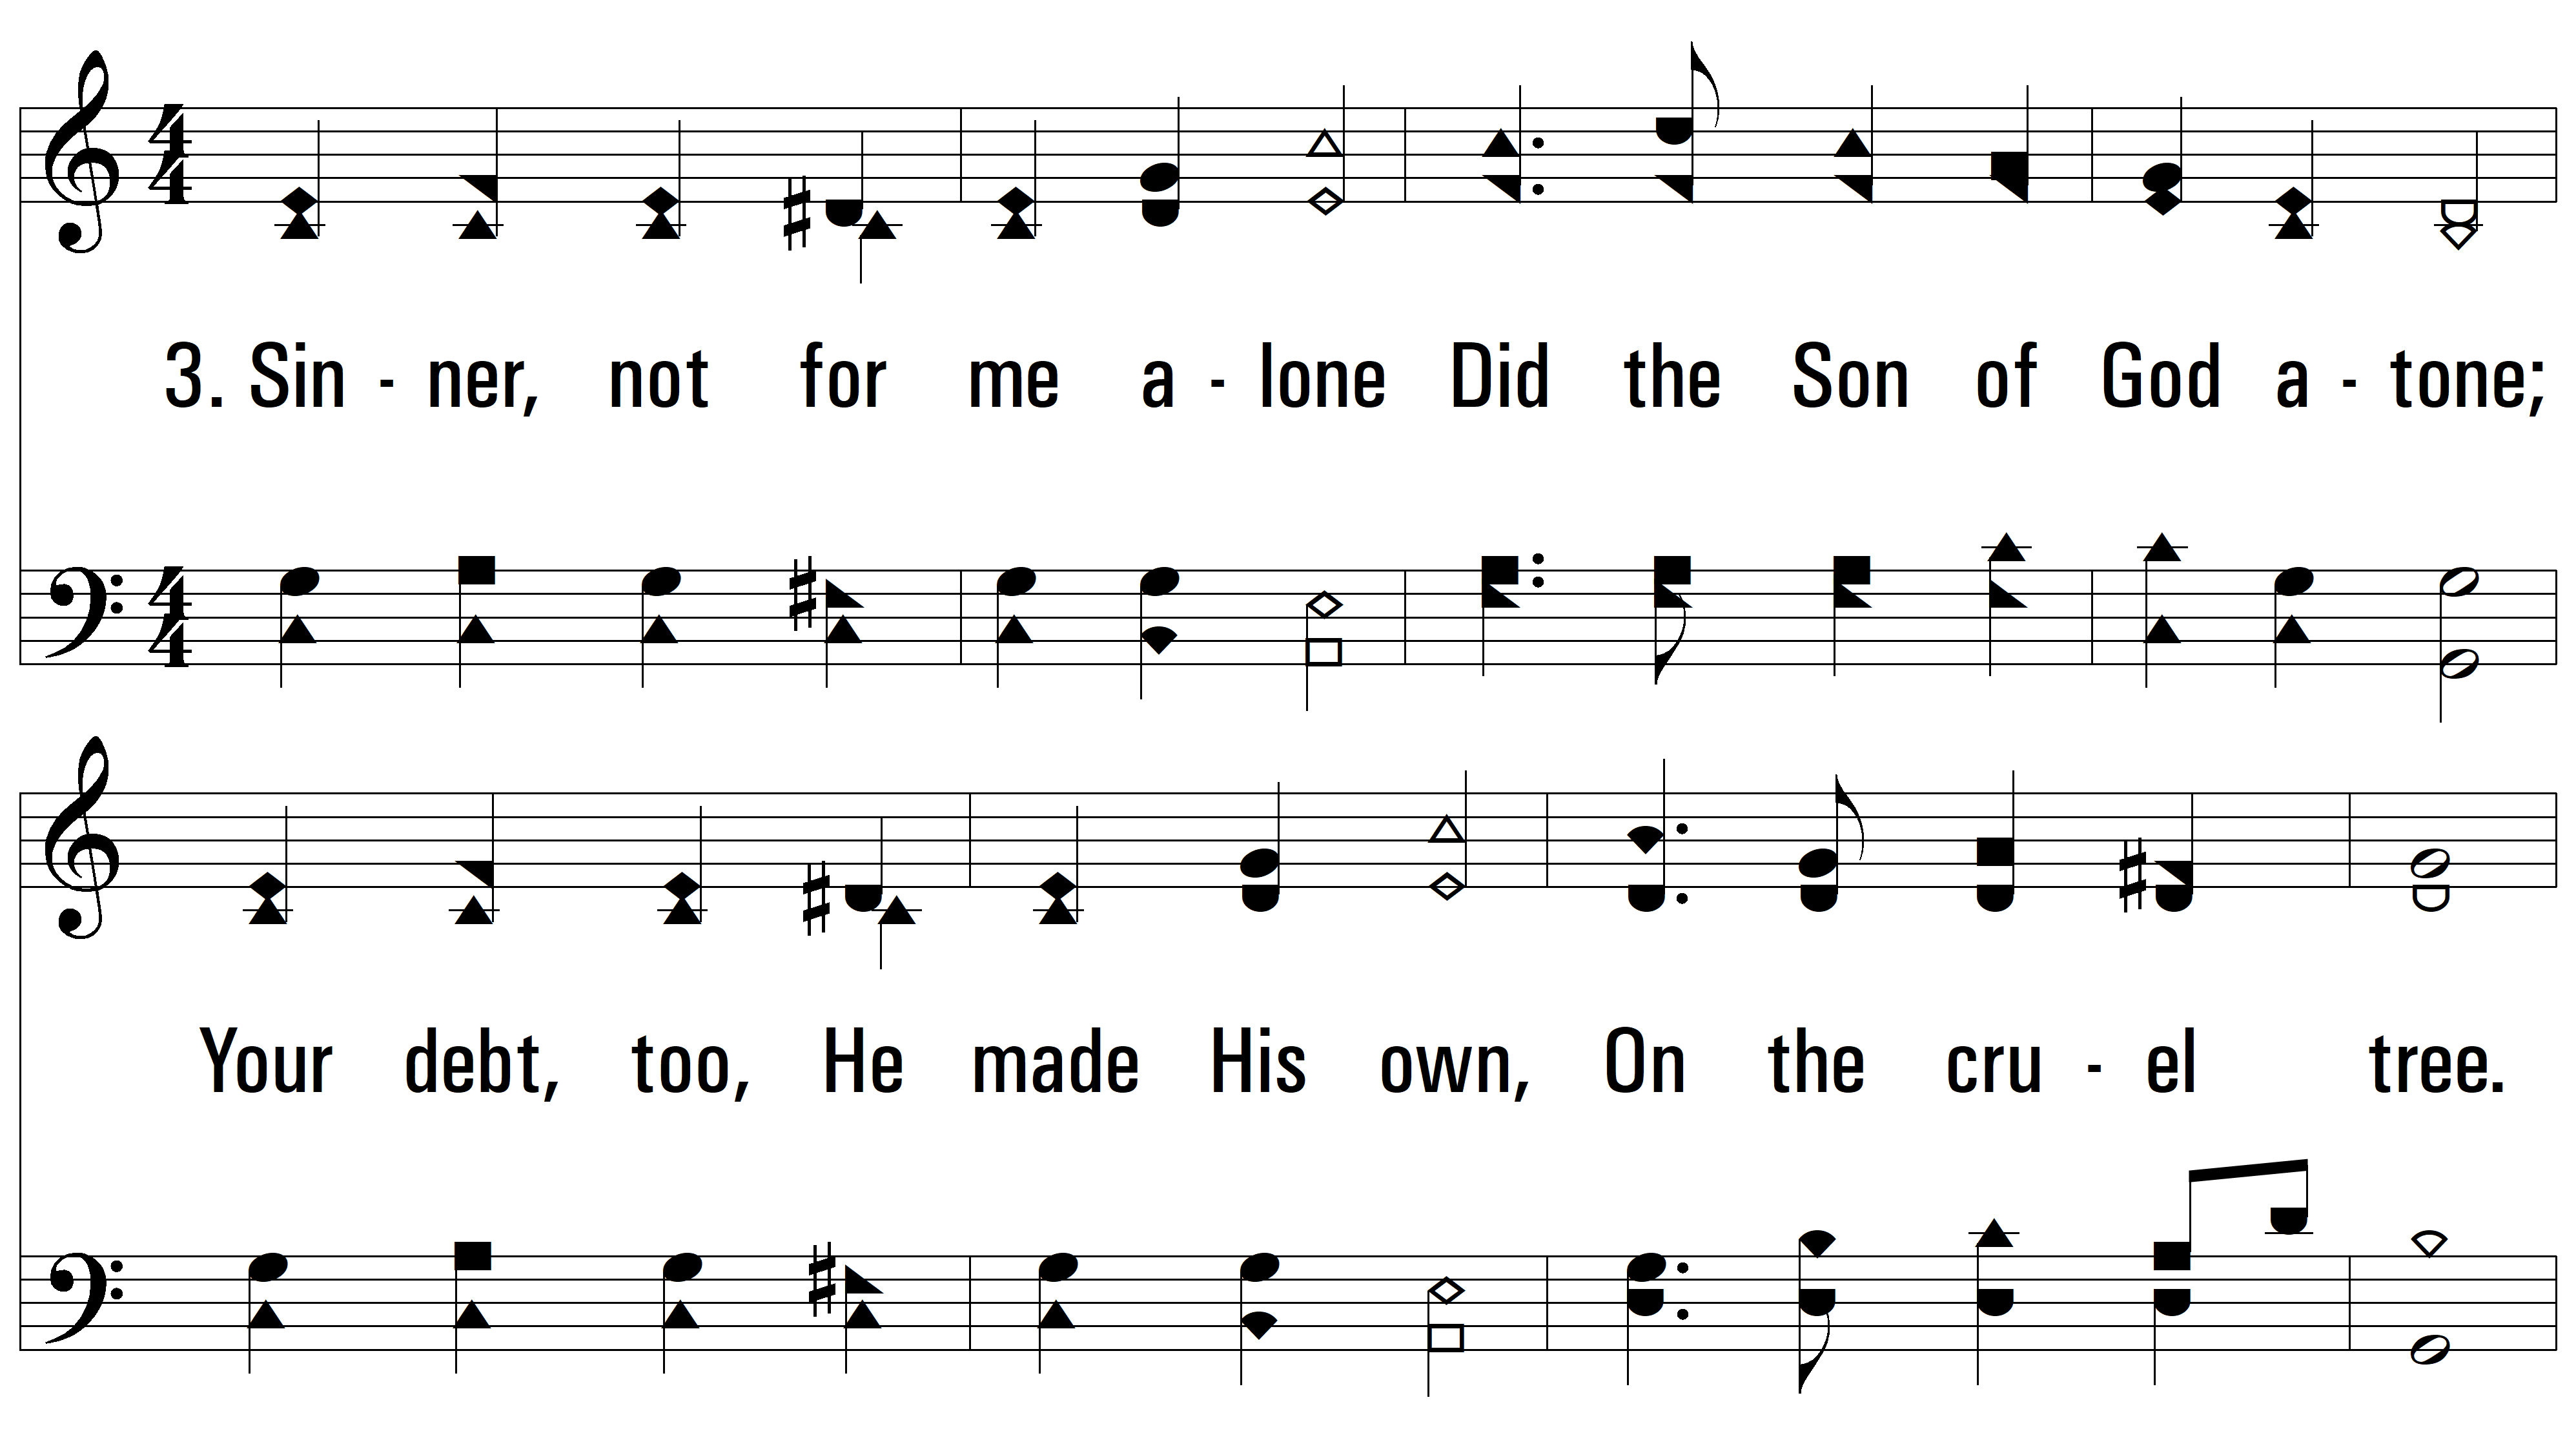 3. Sin - ner, not for me a - lone Did the Son of God a - tone;
Your debt, too, He made His own, On the cru - el tree.